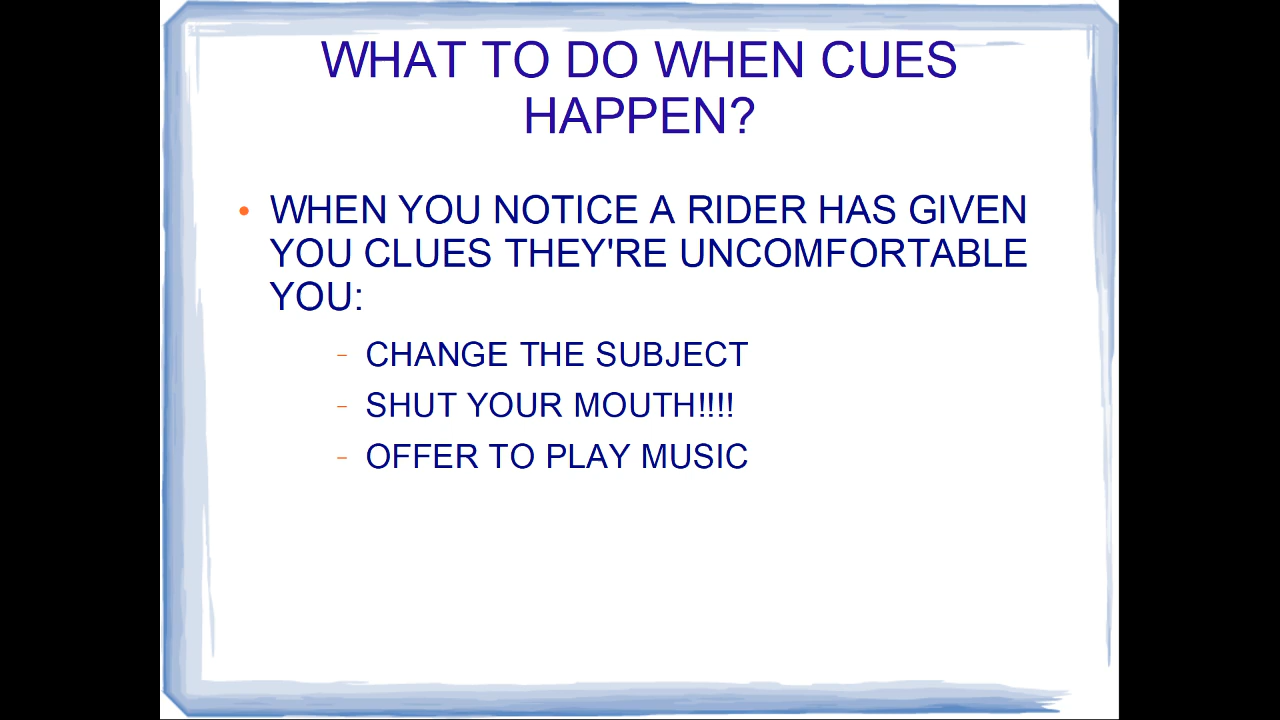 WHAT TO DO WHEN CUES
HAPPEN?
• WHEN YOU NOTICE A RIDER HAS GIVEN
YOU CLUES THEY'RE UNCOMFORTABLE
YOU:
– CHANGE THE SUBJECT
– SHUT YOUR MOUTH!!!!
– OFFER TO PLAY MUSIC